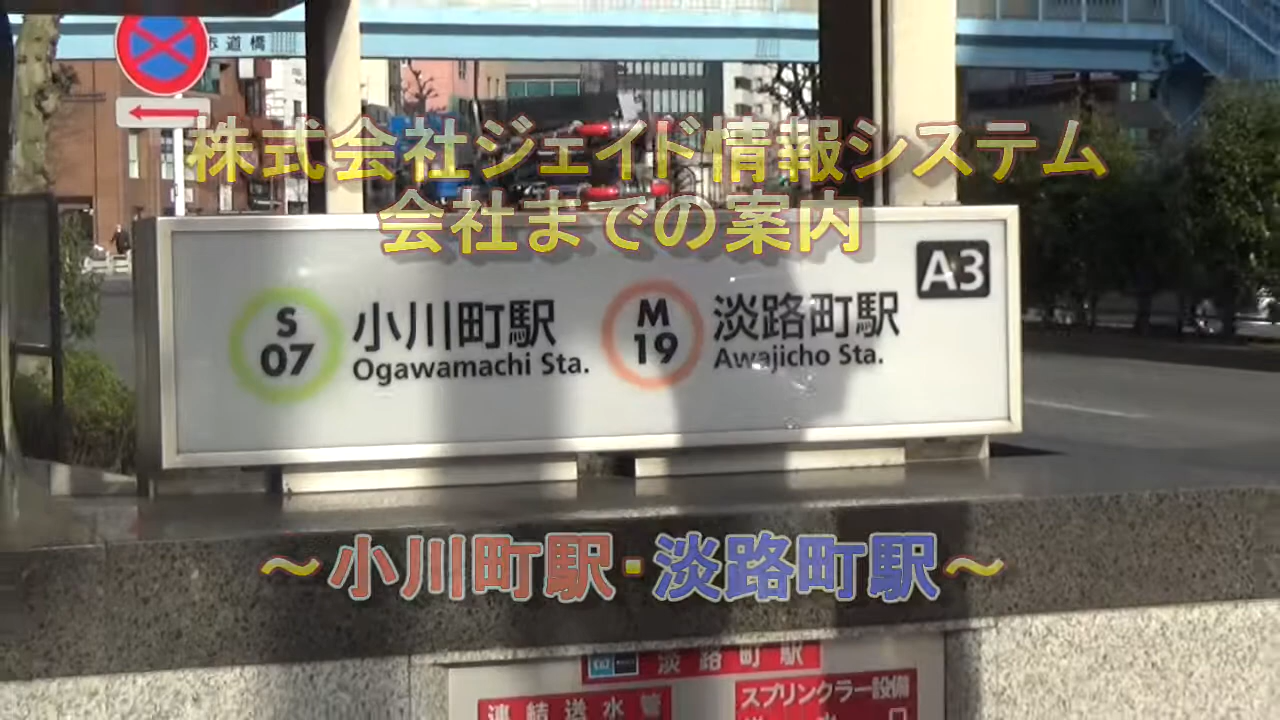 歩道橋
株式会社ジェイド情報システム
会社までの案内
A3
S
07
小川町駅
Ogawamachi Sta.
M
19
淡路町駅
Awajicho Sta.
～小川町駅・淡路町駅～
淡路町駅
連結送水管
スプリンクラー設備